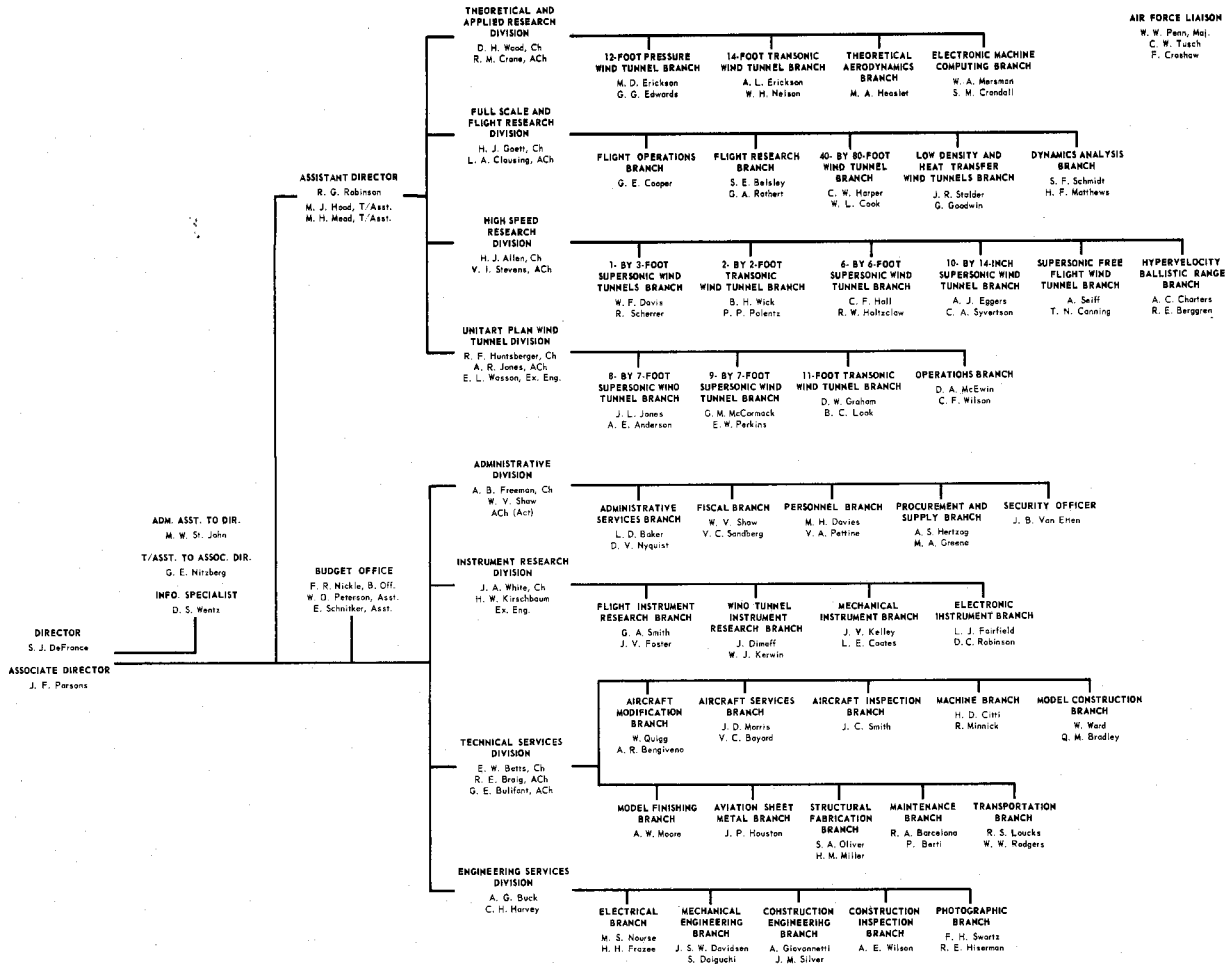 THEORETICAL AND
APPLIED RESEARCH
DIVISION
D. H. Wood, Ch
R. M. Crane, ACh
12-FOOT PRESSURE
WIND TUNNEL BRANCH
M. D. Erickson
G. G. Edwards
14-FOOT TRANSONIC
WIND TUNNEL BRANCH
A. L. Erickson
W. H. Nelson
THEORETICAL
AERODYNAMICS
BRANCH
M. A. Heaslet
ELECTRONIC MACHINE
COMPUTING BRANCH
W. A. Mersman
S. M. Crandall
AIR FORCE LIAISON
W. W. Penn, Maj.
C. W. Tusch
F. Croshaw
FULL SCALE AND
FLIGHT RESEARCH
DIVISION
H. J. Goett, Ch
L. A. Clousing, ACh
FLIGHT OPERATIONS
BRANCH
G. E. Cooper
FLIGHT RESEARCH
BRANCH
S. E. Belsley
G. A. Rathert
40- BY 80-FOOT
WIND TUNNEL
BRANCH
C. W. Harper
W. L. Cook
LOW DENSITY AND
HEAT TRANSFER
WIND TUNNELS BRANCH
J. R. Stalder
G. Goodwin
DYNAMICS ANALYSIS
BRANCH
S. F. Schmidt
H. F. Matthews
ASSISTANT DIRECTOR
R. G. Robinson
M. J. Hood, T/Asst.
M. H. Mead, T/Asst.
HIGH SPEED
RESEARCH
DIVISION
H. J. Allen, Ch
V. I. Stevens, ACh
1- BY 3-FOOT
SUPERSONIC WIND
TUNNELS BRANCH
W. F. Davis
R. Scherrer
2- BY 2-FOOT
TRANSONIC
WIND TUNNEL BRANCH
B. H. Wick
P. P. Polentz
6- BY 6-FOOT
SUPERSONIC WIND
TUNNEL BRANCH
C. F. Hall
R. W. Holtzclaw
10- BY 14-INCH
SUPERSONIC WIND
TUNNEL BRANCH
A. J. Eggers
C. A. Syvertson
SUPERSONIC FREE
FLIGHT WIND
TUNNEL BRANCH
A. Seiff
T. N. Canning
HYPERVELOCITY
BALLISTIC RANGE
BRANCH
A. C. Charters
R. E. Berggren
UNITART PLAN WIND
TUNNEL DIVISION
R. F. Huntsberger, Ch
A. R. Jones, ACh
E. L. Wasson, Ex. Eng.
8- BY 7-FOOT
SUPERSONIC WIND
TUNNEL BRANCH
J. L. Jones
A. E. Anderson
9- BY 7-FOOT
SUPERSONIC WIND
TUNNEL BRANCH
G. M. McCormack
E. W. Perkins
11-FOOT TRANSONIC
WIND TUNNEL BRANCH
D. W. Graham
B. C. Look
OPERATIONS BRANCH
D. A. McEwin
C. F. Wilson
ADMINISTRATIVE
DIVISION
A. B. Freeman, Ch
W. V. Shaw
ACh (Act)
ADMINISTRATIVE
SERVICES BRANCH
L. D. Baker
D. V. Nyquist
FISCAL BRANCH
W. V. Shaw
V. C. Sandberg
PERSONNEL BRANCH
M. H. Davies
V. A. Pettine
PROCUREMENT AND
SUPPLY BRANCH
A. S. Hertzog
M. A. Greene
SECURITY OFFICER
J. B. Van Etten
ADM. ASST. TO DIR.
M. W. St. John
T/ASST. TO ASSOC. DIR.
G. E. Nitzberg
INFO. SPECIALIST
D. S. Wentz
BUDGET OFFICE
F. R. Nickle, B. Off.
W. O. Peterson, Asst.
E. Schnitker, Asst.
INSTRUMENT RESEARCH
DIVISION
J. A. White, Ch
H. W. Kirschbaum
Ex. Eng.
FLIGHT INSTRUMENT
RESEARCH BRANCH
G. A. Smith
J. V. Foster
WIND TUNNEL
INSTRUMENT
RESEARCH BRANCH
J. Dimeff
W. J. Kerwin
MECHANICAL
INSTRUMENT BRANCH
J. V. Kelley
L. E. Coates
ELECTRONIC
INSTRUMENT BRANCH
L. J. Fairfield
D. C. Robinson
DIRECTOR
S. J. DeFrance
ASSOCIATE DIRECTOR
J. F. Parsons
TECHNICAL SERVICES
DIVISION
E. W. Betts, Ch
R. E. Braig, ACh
G. E. Bulifant, ACh
AIRCRAFT
MODIFICATION
BRANCH
W. Quigg
A. R. Bengiveno
AIRCRAFT SERVICES
BRANCH
J. D. Morris
V. C. Bayard
AIRCRAFT INSPECTION
BRANCH
J. C. Smith
MACHINE BRANCH
H. D. Citti
R. Minnick
MODEL CONSTRUCTION
BRANCH
W. Ward
Q. M. Bradley
MODEL FINISHING
BRANCH
A. W. Moore
AVIATION SHEET
METAL BRANCH
J. P. Houston
STRUCTURAL
FABRICATION
BRANCH
S. A. Oliver
H. M. Miller
MAINTENANCE
BRANCH
R. A. Barcelona
P. Berti
TRANSPORTATION
BRANCH
R. S. Loucks
W. W. Rodgers
ENGINEERING SERVICES
DIVISION
A. G. Buck
C. H. Harvey
ELECTRICAL
BRANCH
M. S. Nourse
H. H. Frazee
MECHANICAL
ENGINEERING
BRANCH
J. S. W. Davidsen
S. Doiguchi
CONSTRUCTION
ENGINEERING
BRANCH
A. Giovannetti
J. M. Silver
CONSTRUCTION
INSPECTION
BRANCH
A. E. Wilson
PHOTOGRAPHIC
BRANCH
F. H. Swartz
R. E. Hiserman